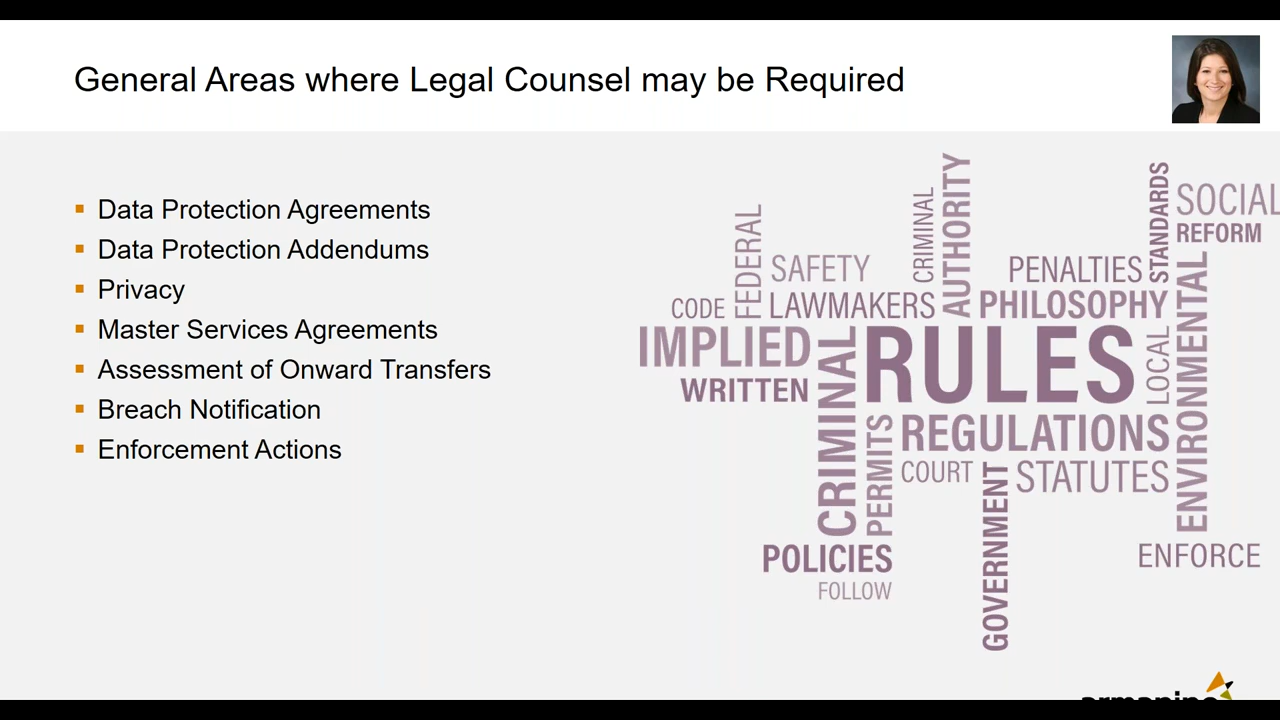 General Areas where Legal Counsel may be Required
Data Protection Agreements
Data Protection Addendums
Privacy
Master Services Agreements
Assessment of Onward Transfers
Breach Notification
Enforcement Actions
FEDERAL
CRIMINAL
AUTHORITY
STANDARDS
SOCIAL
REFORM
SAFETY
PENALTIES
CODE
LAWMAKERS
PHILOSOPHY
ENVIRONMENTAL
IMPLIED
CRIMINAL
RULES
LOCAL
WRITTEN
PERMITS
REGULATIONS
COURT
STATUTES
GOVERNMENT
POLICIES
ENFORCE
FOLLOW
armanino